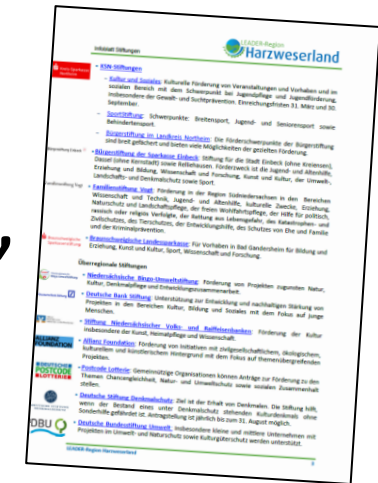 Infoblatt Stiftungen
LEADER-Region
Harzweserland
• KSN-Stiftungen
- Kultur und Soziales: Kulturelle Förderung von Veranstaltungen und Vorhaben und im
sozialen Bereich mit dem Schwerpunkt bei Jugendpflege und Jugendförderung,
insbesondere der Gewalt- und Suchtprävention. Einreichungsfristen 31. März und 30.
September.
- Sportstiftung: Schwerpunkte: Breitensport, Jugend- und Seniorensport sowie
Behindertensport.
- Bürgerstiftung im Landkreis Northeim: Die Förderschwerpunkte der Bürgerstiftung
sind breit gefächert und bieten viele Möglichkeiten der gezielten Förderung.
• Bürgerstiftung der Sparkasse Einbeck: Stiftung für die Stadt Einbeck (ohne Kreiensen),
Dassel (ohne Kernstadt) sowie Relliehausen. Förderzweck ist die Jugend- und Altenhilfe,
Erziehung und Bildung, Wissenschaft und Forschung, Kunst und Kultur, der Umwelt-,
Landschafts- und Denkmalschutz sowie Sport.
• Familienstiftung Vogt: Förderung in der Region Südniedersachsen in den Bereichen
Wissenschaft und Technik, Jugend- und Altenhilfe, kulturelle Zwecke, Erziehung,
Naturschutz und Landschaftspflege, der freien Wohlfahrtspflege, der Hilfe für politisch,
rassisch oder religiös Verfolgte, der Rettung aus Lebensgefahr, des Katastrophen- und
Zivilschutzes, des Tierschutzes, der Entwicklungshilfe, des Schutzes von Ehe und Familie
und der Kriminalprävention.
• Braunschweigische Landessparkasse: Für Vorhaben in Bad Gandersheim für Bildung und
Erziehung, Kunst und Kultur, Sport, Wissenschaft und Forschung.
Überregionale Stiftungen
• Niedersächsische Bingo-Umweltstiftung: Förderung von Projekten zugunsten Natur,
Kultur, Denkmalpflege und Entwicklungszusammenarbeit.
• Deutsche Bank Stiftung: Unterstützung zur Entwicklung und nachhaltigen Stärkung von
Projekten in den Bereichen Kultur, Bildung und Soziales mit dem Fokus auf junge
Menschen.
• Stiftung Niedersächsischer Volks- und Raiffeisenbanken: Förderung der Kultur
insbesondere der Kunst, Heimatpflege und Wissenschaft.
ALLIANZ
FOUNDATION
• Allianz Foundation: Förderung von Initiativen mit zivilgesellschaftlichem, ökologischem,
kulturellem und künstlerischem Hintergrund mit dem Fokus auf themenübergreifenden
Projekten.
DEUTSCHE
POSTCODE
LOTTERIE
• Postcode Lotterie: Gemeinnützige Organisationen können Anträge zur Förderung zu den
Themen Chancengleichheit, Natur- und Umweltschutz sowie sozialen Zusammenhalt
stellen.
• Deutsche Stiftung Denkmalschutz: Ziel ist der Erhalt von Denkmalen. Die Stiftung hilft,
wenn der Bestand eines unter Denkmalschutz stehenden Kulturdenkmals ohne
Sonderhilfe gefährdet ist. Antragstellung ist jährlich bis zum 31. August möglich.
DBU
• Deutsche Bundesstiftung Umwelt: Insbesondere kleine und mittlere Unternehmen mit
Projekten im Umwelt- und Naturschutz sowie Kulturgüterschutz werden unterstützt.
LEADER-Region Harzweserland
3